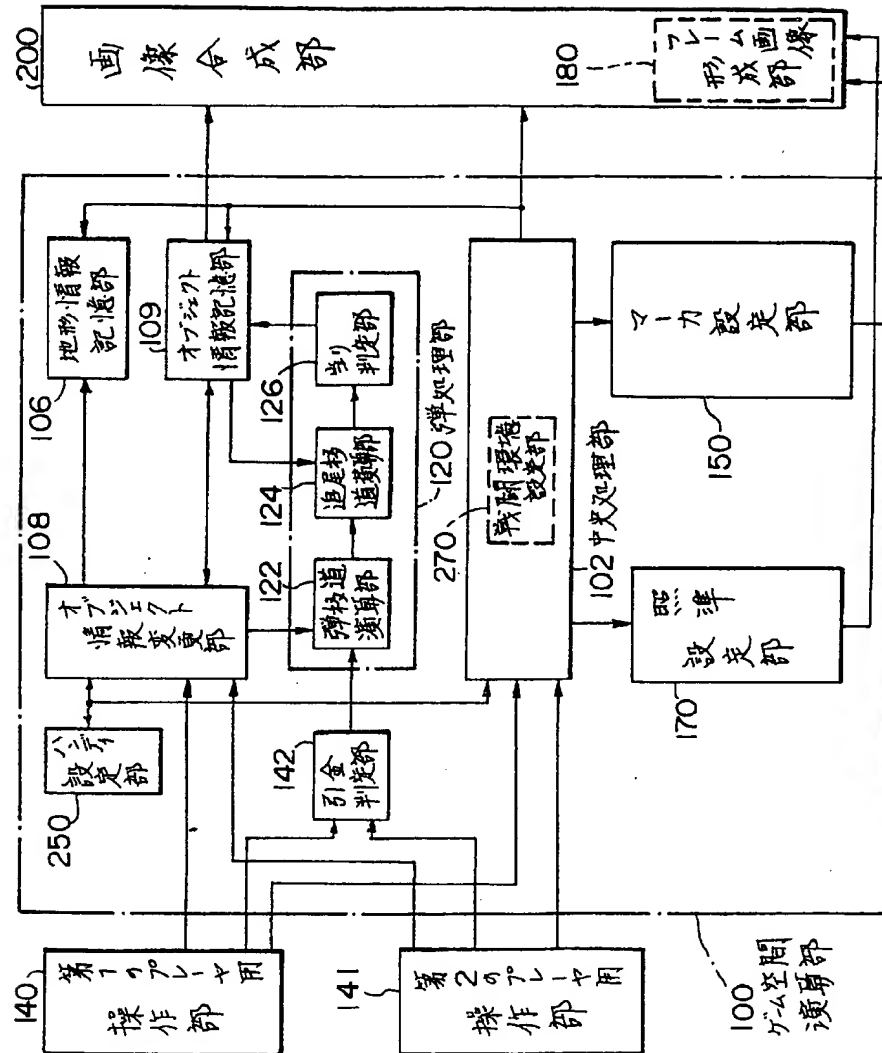 200
画像合成部
180
フレーム画像
形成部
106
地形情報
記憶部
109
オブジェクト
情報記憶部
108
オブジェクト
情報変更部
250
ハンディ
設定部
126
当り
判定部
124
追尾移
道演算部
122
弾移道
演算部
120 弾処理部
142
引金
判定部
270
戦闘環境
設定部
102 中央処理部
150
マーカ設定部
170
照準
設定部
140
第1のプレーヤ用
操作部
141
第2のプレーヤ用
操作部
100
ゲーム空間
演算部